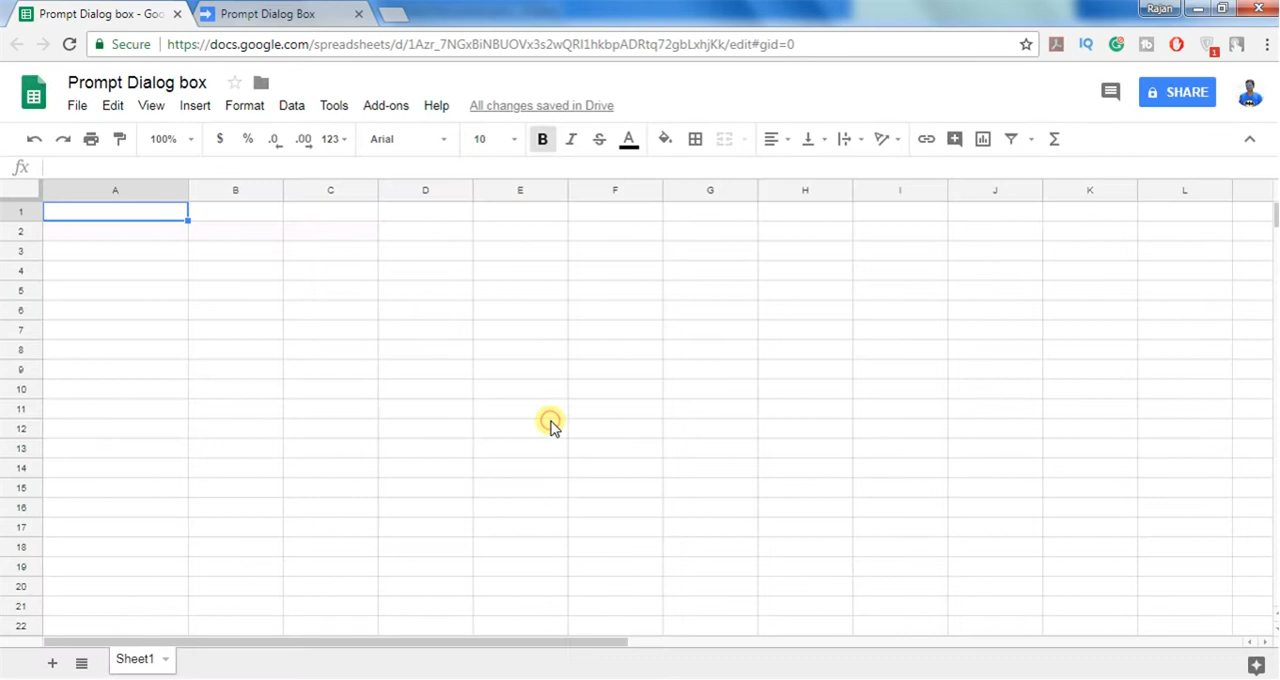 Prompt Dialog box - Goo
Prompt Dialog Box
Rajan
Secure
https://docs.google.com/spreadsheets/d/1Azr_7NGxBiNBUOVx3s2wQRl1hkbpADRtq72gbLxhjKk/edit#gid=0
IQ
1
Prompt Dialog box
SHARE
File Edit View Insert Format Data Tools Add-ons Help All changes saved in Drive
100% $ % .0 .00 123 Arial 10 B I S A Σ
fx
A B C D E F G H I J K L
1
2
3
4
5
6
7
8
9
10
11
12
13
14
15
16
17
18
19
20
21
22
+ Sheet1